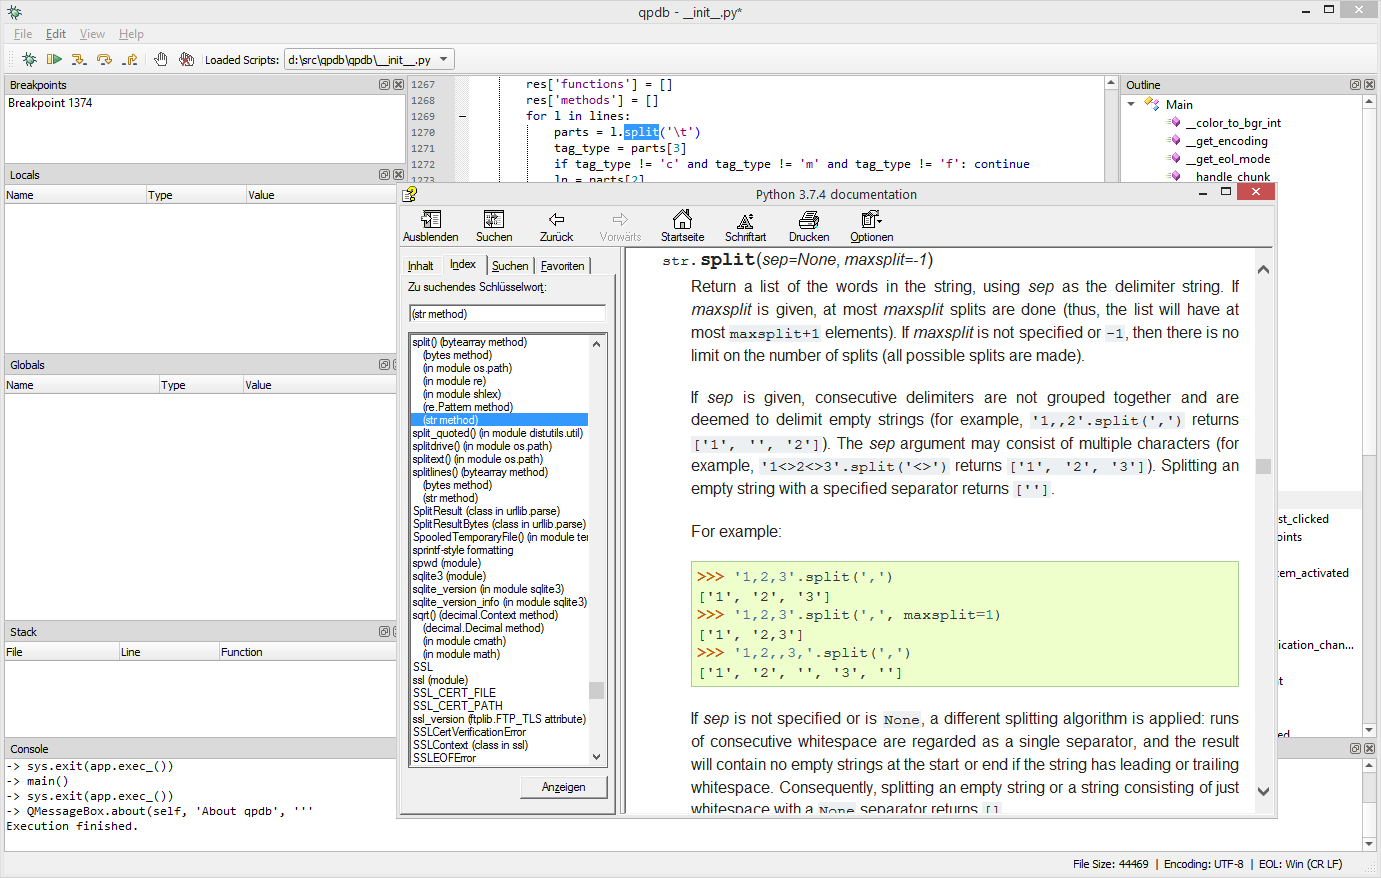 qpdb - __init__.py*
File Edit View Help
Loaded Scripts: d:\src\qpdb\qpdb\__init__.py
Breakpoints
Breakpoint 1374
Locals
Name Type Value
Globals
Name Type Value
Stack
File Line Function
Console
-> sys.exit(app.exec_())
-> main()
-> sys.exit(app.exec_())
-> QMessageBox.about(self, 'About qpdb', '''
Execution finished.
1267 res['functions'] = []
1268 res['methods'] = []
1269 for l in lines:
1270 parts = l.split('\t')
1271 tag_type = parts[3]
1272 if tag_type != 'c' and tag_type != 'm' and tag_type != 'f': continue
1273 ln = parts[2]
Outline
Main
__color_to_bgr_int
__get_encoding
__get_eol_mode
__handle_chunk
st_clicked
oints
em_activated
ication_chan...
t
ed
Python 3.7.4 documentation
Ausblenden Suchen Zurück Vorwärts Startseite Schriftart Drucken Optionen
Inhalt Index Suchen Favoriten
Zu suchendes Schlüsselwort:
(str method)
split() (bytearray method)
(bytes method)
(in module os.path)
(in module re)
(in module shlex)
(re.Pattern method)
(str method)
split_quoted() (in module distutils.util)
splitdrive() (in module os.path)
splitext() (in module os.path)
splitlines() (bytearray method)
(bytes method)
(str method)
SplitResult (class in urllib.parse)
SplitResultBytes (class in urllib.parse)
SpooledTemporaryFile() (in module ter
sprintf-style formatting
spwd (module)
sqlite3 (module)
sqlite_version (in module sqlite3)
sqlite_version_info (in module sqlite3)
sqrt() (decimal.Context method)
(decimal.Decimal method)
(in module cmath)
(in module math)
SSL
ssl (module)
SSL_CERT_FILE
SSL_CERT_PATH
ssl_version (ftplib.FTP_TLS attribute)
SSLCertVerificationError
SSLContext (class in ssl)
SSLEOFError
Anzeigen
str.split(sep=None, maxsplit=-1)
Return a list of the words in the string, using sep as the delimiter string. If
maxsplit is given, at most maxsplit splits are done (thus, the list will have at
most maxsplit+1 elements). If maxsplit is not specified or -1, then there is no
limit on the number of splits (all possible splits are made).
If sep is given, consecutive delimiters are not grouped together and are
deemed to delimit empty strings (for example, '1,,2'.split(',') returns
['1', '', '2']). The sep argument may consist of multiple characters (for
example, '1<>2<>3'.split('<>') returns ['1', '2', '3']). Splitting an
empty string with a specified separator returns [''].
For example:
>>> '1,2,3'.split(',')
['1', '2', '3']
>>> '1,2,3'.split(',', maxsplit=1)
['1', '2,3']
>>> '1,2,,3,'.split(',')
['1', '2', '', '3', '']
If sep is not specified or is None, a different splitting algorithm is applied: runs
of consecutive whitespace are regarded as a single separator, and the result
will contain no empty strings at the start or end if the string has leading or trailing
whitespace. Consequently, splitting an empty string or a string consisting of just
whitespace with a None separator returns []
File Size: 44469 | Encoding: UTF-8 | EOL: Win (CR LF)